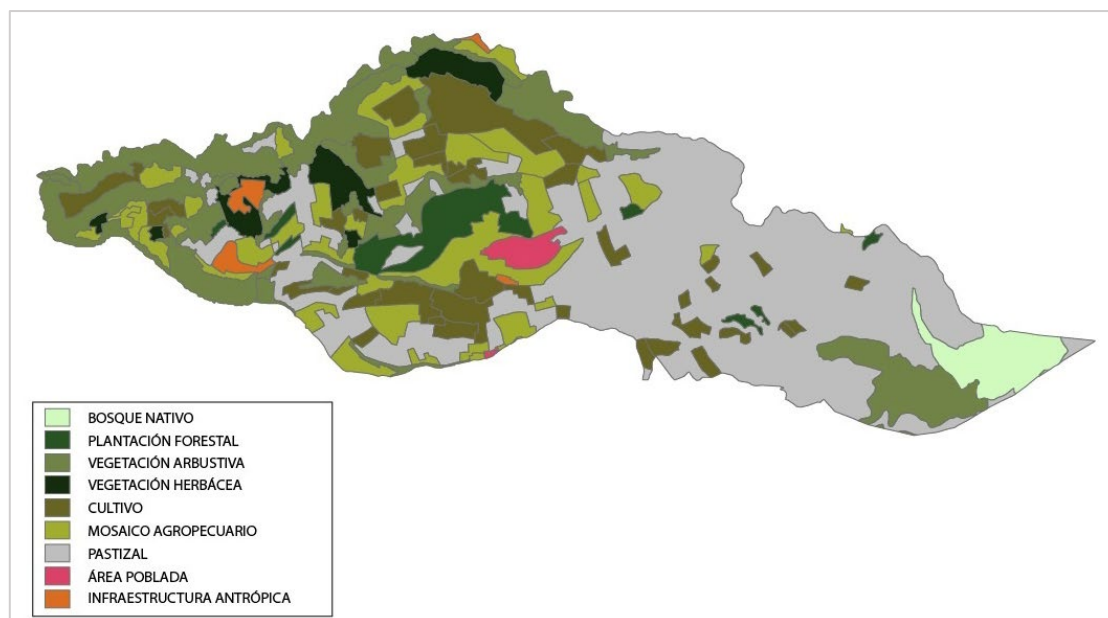 BOSQUE NATIVO
PLANTACIÓN FORESTAL
VEGETACIÓN ARBUSTIVA
VEGETACIÓN HERBÁCEA
CULTIVO
MOSAICO AGROPECUARIO
PASTIZAL
ÁREA POBLADA
INFRAESTRUCTURA ANTRÓPICA